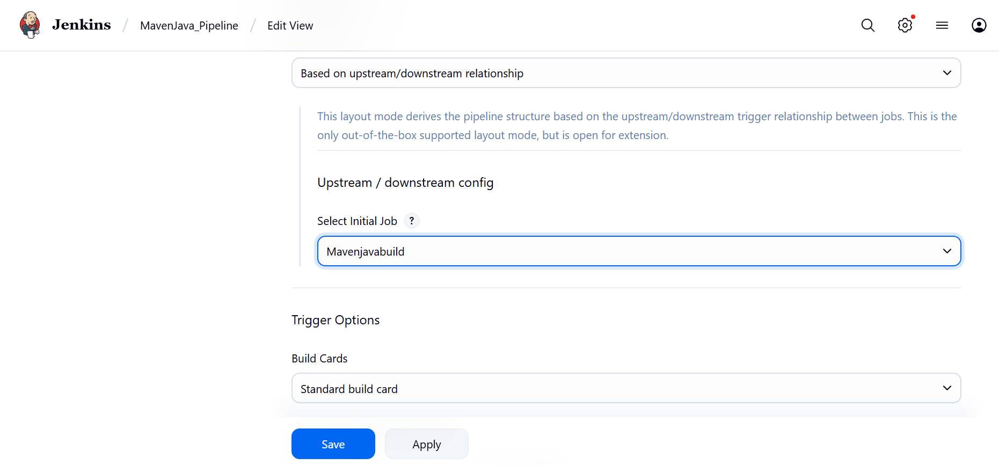 Jenkins / MavenJava_Pipeline / Edit View
Based on upstream/downstream relationship
This layout mode derives the pipeline structure based on the upstream/downstream trigger relationship between jobs. This is the
only out-of-the-box supported layout mode, but is open for extension.
Upstream / downstream config
Select Initial Job ?
Mavenjavabuild
Trigger Options
Build Cards
Standard build card
Save Apply